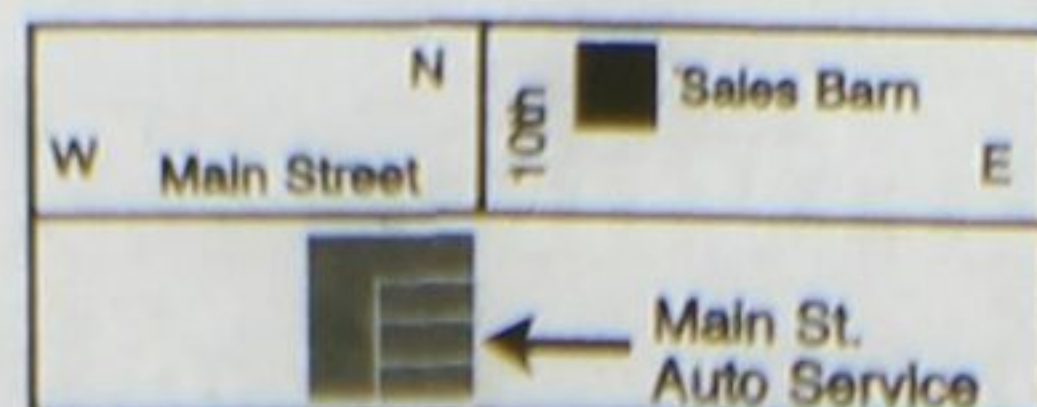 N
10th
Sales Barn
W
Main Street
E
Main St.
Auto Service